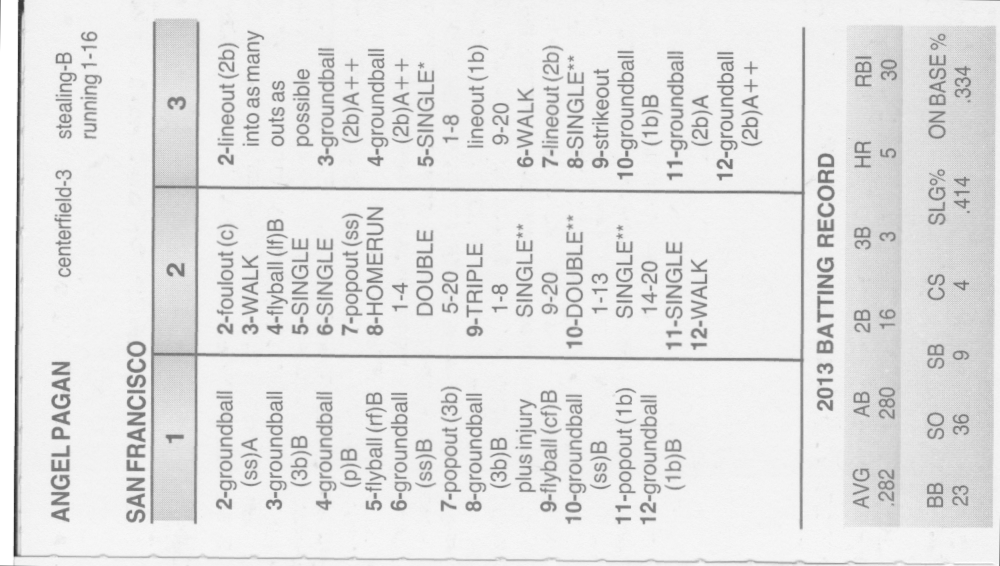 ANGEL PAGAN centerfield-3 stealing-B
running 1-16
SAN FRANCISCO
1 2 3
2-groundball
(ss)A
3-groundball
(3b)B
4-groundball
(p)B
5-flyball (rf)B
6-groundball
(ss)B
7-popout (3b)
8-groundball
(3b)B
plus injury
9-flyball (cf)B
10-groundball
(ss)B
11-popout (1b)
12-groundball
(1b)B
2-foulout (c)
3-WALK
4-flyball (lf)B
5-SINGLE
6-SINGLE
7-popout (ss)
8-HOMERUN
1-4
DOUBLE
5-20
9-TRIPLE
1-8
SINGLE**
9-20
10-DOUBLE**
1-13
SINGLE**
14-20
11-SINGLE
12-WALK
2-lineout (2b)
into as many
outs as
possible
3-groundball
(2b)A++
4-groundball
(2b)A++
5-SINGLE*
1-8
lineout (1b)
9-20
6-WALK
7-lineout (2b)
8-SINGLE**
9-strikeout
10-groundball
(1b)B
11-groundball
(2b)A
12-groundball
(2b)A++
2013 BATTING RECORD
AVG AB 2B 3B HR RBI
.282 280 16 3 5 30
BB SO SB CS SLG% ON BASE %
23 36 9 4 .414 .334